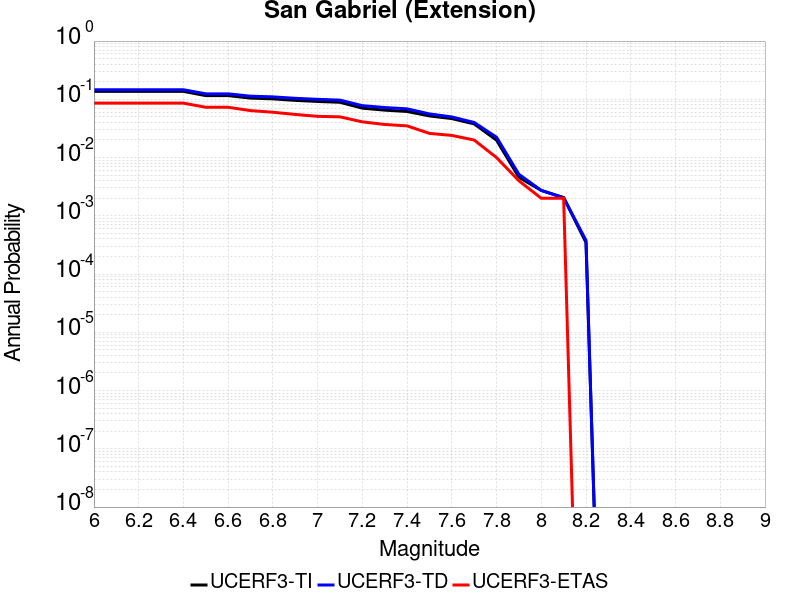 San Gabriel (Extension)
10^0
10^-1
10^-2
10^-3
10^-4
10^-5
10^-6
10^-7
10^-8
Annual Probability
6 6.2 6.4 6.6 6.8 7 7.2 7.4 7.6 7.8 8 8.2 8.4 8.6 8.8 9
Magnitude
UCERF3-TI UCERF3-TD UCERF3-ETAS